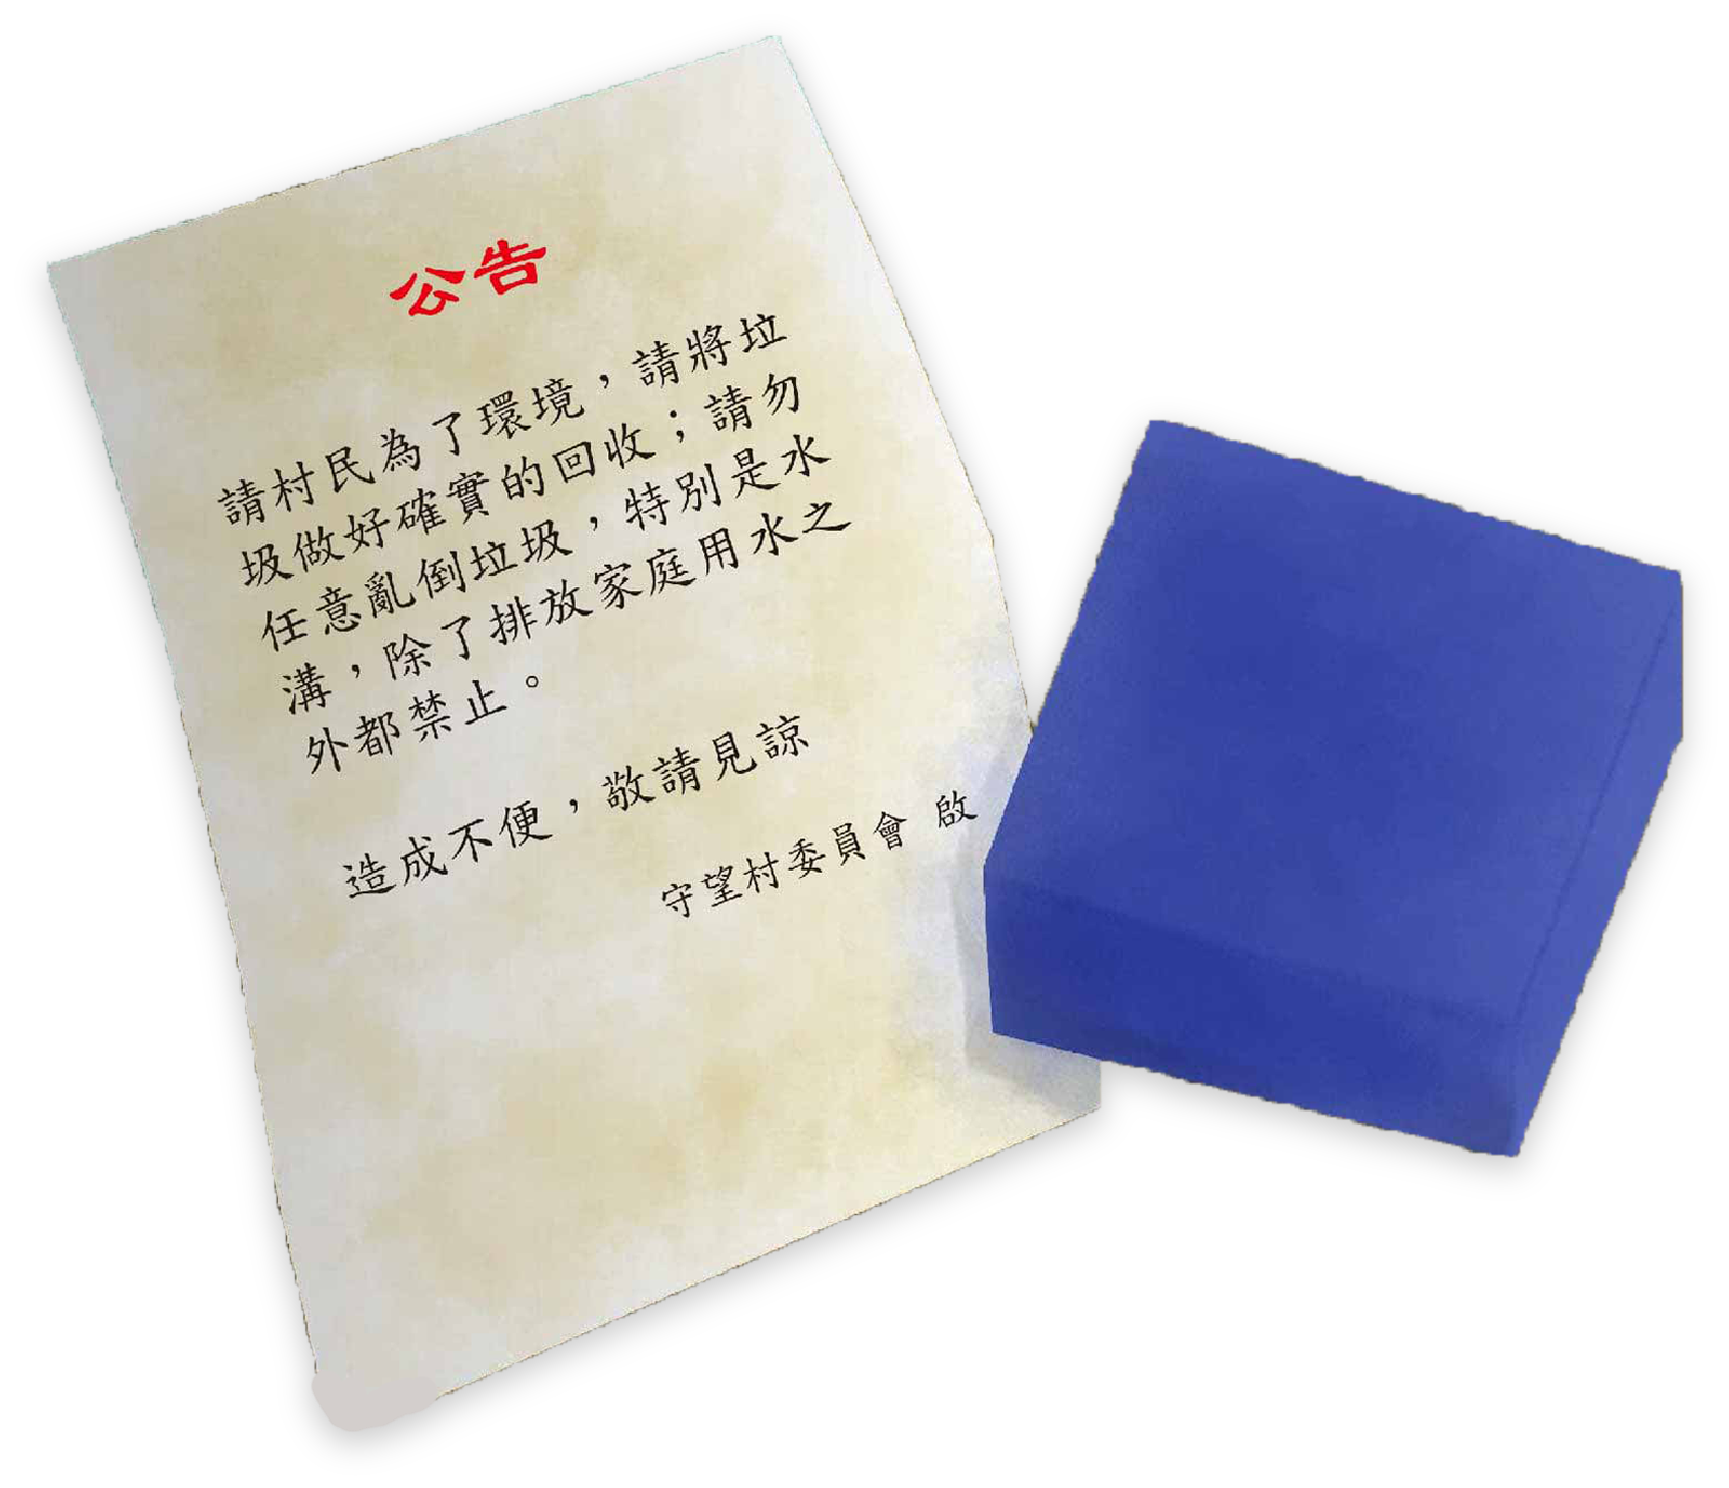 公告
請村民為了環境，請將垃
圾做好確實的回收；請勿
任意亂倒垃圾，特別是水
溝，除了排放家庭用水之
外都禁止。
造成不便，敬請見諒
守望村委員會 啟